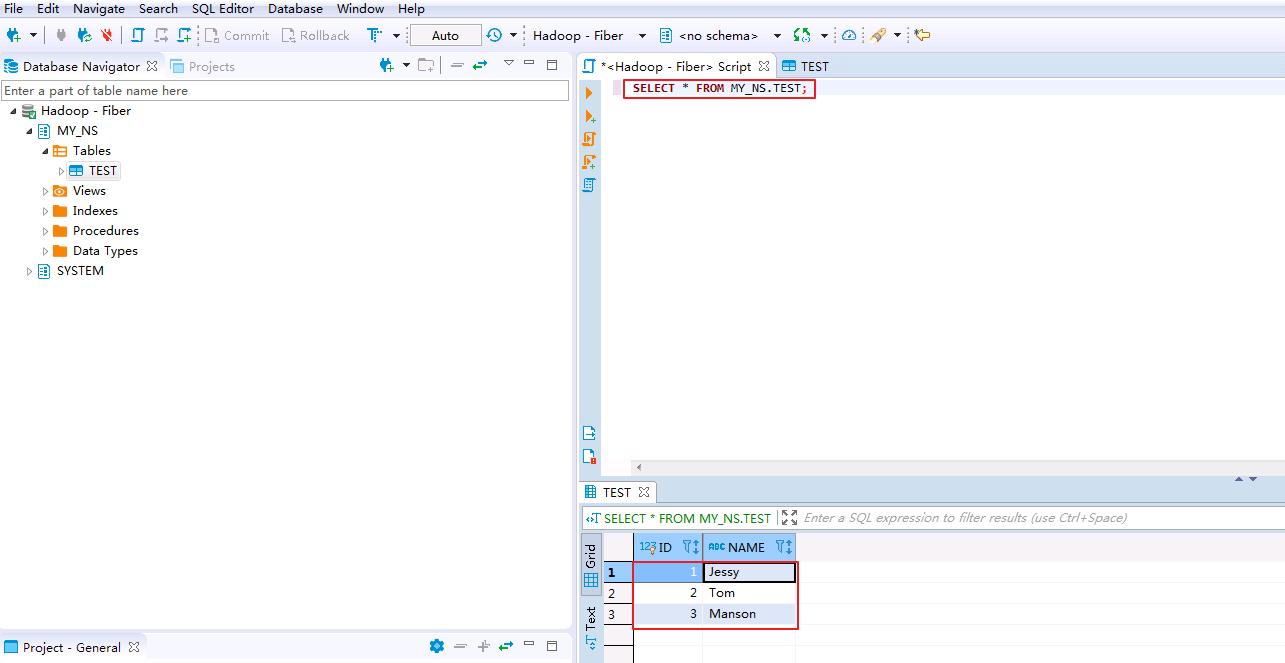 File Edit Navigate Search SQL Editor Database Window Help
Commit Rollback Auto Hadoop - Fiber <no schema>
Database Navigator Projects
Enter a part of table name here
Hadoop - Fiber
MY_NS
Tables
TEST
Views
Indexes
Procedures
Data Types
SYSTEM
Project - General
*<Hadoop - Fiber> Script TEST
SELECT * FROM MY_NS.TEST;
TEST
SELECT * FROM MY_NS.TEST Enter a SQL expression to filter results (use Ctrl+Space)
Grid
Text
123 ID ABC NAME
1 1 Jessy
2 2 Tom
3 3 Manson